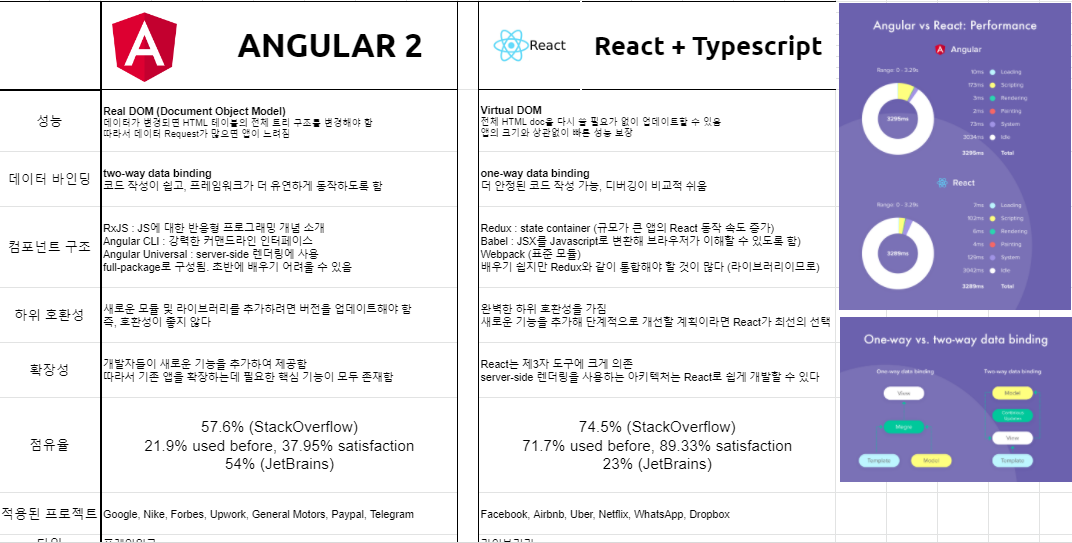 ANGULAR 2
React
React + Typescript
성능
Real DOM (Document Object Model)
데이터가 변경되면 HTML 테이블의 전체 트리 구조를 변경해야 함
따라서 데이터 Request가 많으면 앱이 느려짐
Virtual DOM
전체 HTML doc을 다시 쓸 필요가 없이 업데이트할 수 있음
앱의 크기와 상관없이 빠른 성능 보장
데이터 바인딩
two-way data binding
코드 작성이 쉽고, 프레임워크가 더 유연하게 동작하도록 함
one-way data binding
더 안정된 코드 작성 가능, 디버깅이 비교적 쉬움
컴포넌트 구조
RxJS : JS에 대한 반응형 프로그래밍 개념 소개
Angular CLI : 강력한 커맨드라인 인터페이스
Angular Universal : server-side 렌더링에 사용
full-package로 구성됨. 초반에 배우기 어려울 수 있음
Redux : state container (규모가 큰 앱의 React 동작 속도 증가)
Babel : JSX를 Javascript로 변환해 브라우저가 이해할 수 있도록 함)
Webpack (표준 모듈)
배우기 쉽지만 Redux와 같이 통합해야 할 것이 많다 (라이브러리이므로)
하위 호환성
새로운 모듈 및 라이브러리를 추가하려면 버전을 업데이트해야 함
즉, 호환성이 좋지 않다
완벽한 하위 호환성을 가짐
새로운 기능을 추가해 단계적으로 개선할 계획이라면 React가 최선의 선택
확장성
개발자들이 새로운 기능을 추가하여 제공함
따라서 기존 앱을 확장하는데 필요한 핵심 기능이 모두 존재함
React는 제3자 도구에 크게 의존
server-side 렌더링을 사용하는 아키텍처는 React로 쉽게 개발할 수 있다
점유율
57.6% (StackOverflow)
21.9% used before, 37.95% satisfaction
54% (JetBrains)
74.5% (StackOverflow)
71.7% used before, 89.33% satisfaction
23% (JetBrains)
적용된 프로젝트
Google, Nike, Forbes, Upwork, General Motors, Paypal, Telegram
Facebook, Airbnb, Uber, Netflix, WhatsApp, Dropbox
Angular vs React: Performance
Angular
Range: 0 - 3.29s
3295ms
10ms Loading
173ms Scripting
3ms Rendering
2ms Painting
73ms System
3034ms Idle
3295ms Total
React
Range: 0 - 3.29s
3289ms
7ms Loading
102ms Scripting
6ms Rendering
4ms Painting
529ms System
3042ms Idle
3289ms Total
One-way vs. two-way data binding
One-way data binding
View
Merge
Template
Model
Two-way data binding
Model
View
Template